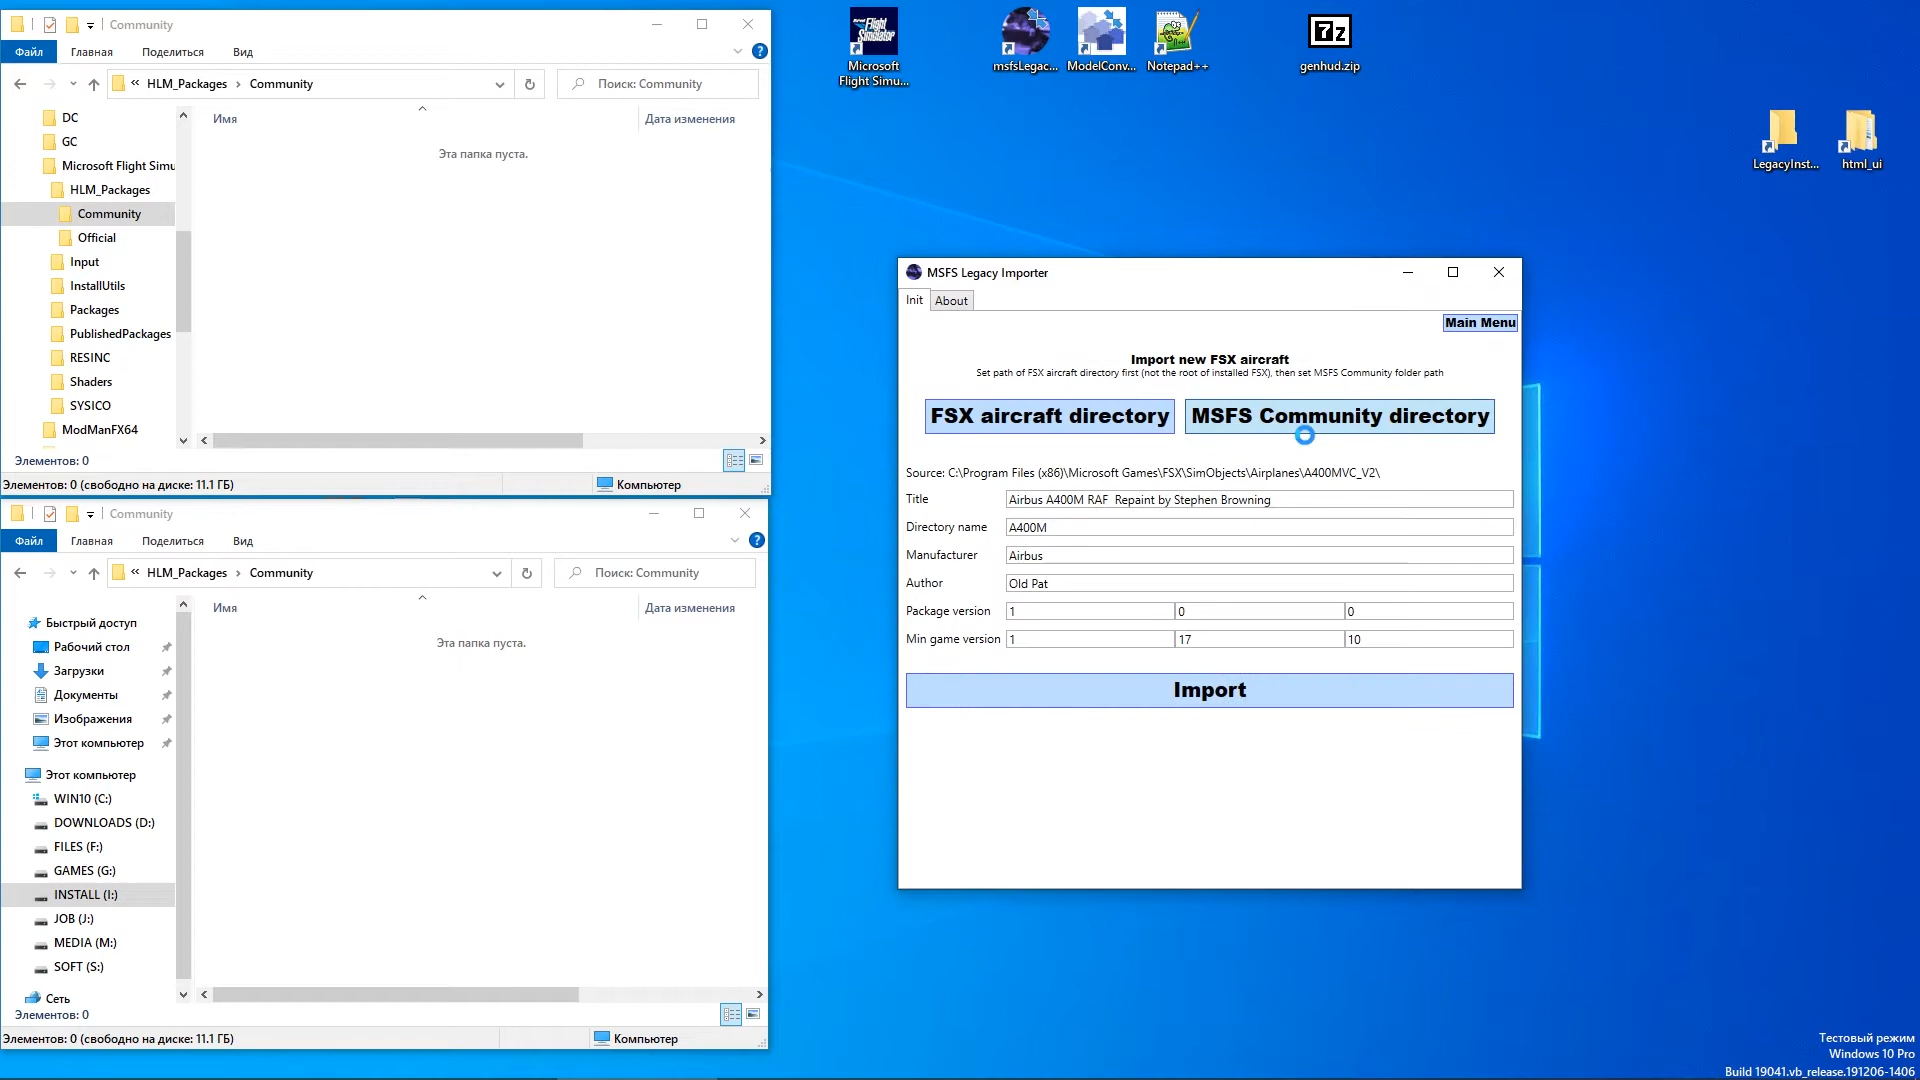 Community
Файл Главная Поделиться Вид
« HLM_Packages › Community
Поиск: Community
DC
GC
Microsoft Flight Simu
HLM_Packages
Community
Official
Input
InstallUtils
Packages
PublishedPackages
RESINC
Shaders
SYSICO
ModManFX64
Имя Дата изменения
Эта папка пуста.
Элементов: 0
Элементов: 0 (свободно на диске: 11.1 ГБ) Компьютер
Community
Файл Главная Поделиться Вид
« HLM_Packages › Community
Поиск: Community
Быстрый доступ
Рабочий стол
Загрузки
Документы
Изображения
Этот компьютер
Этот компьютер
WIN10 (C:)
DOWNLOADS (D:)
FILES (F:)
GAMES (G:)
INSTALL (I:)
JOB (J:)
MEDIA (M:)
SOFT (S:)
Сеть
Имя Дата изменения
Эта папка пуста.
Элементов: 0
Элементов: 0 (свободно на диске: 11.1 ГБ) Компьютер
Flight
Simulator
Microsoft
Flight Simu...
msfsLegac...
ModelConv...
Notepad++
7z
genhud.zip
LegacyInst...
html_ui
MSFS Legacy Importer
Init About
Main Menu
Import new FSX aircraft
Set path of FSX aircraft directory first (not the root of installed FSX), then set MSFS Community folder path
FSX aircraft directory MSFS Community directory
Source: C:\Program Files (x86)\Microsoft Games\FSX\SimObjects\Airplanes\A400MVC_V2\
Title Airbus A400M RAF  Repaint by Stephen Browning
Directory name A400M
Manufacturer Airbus
Author Old Pat
Package version 1 0 0
Min game version 1 17 10
Import
Тестовый режим
Windows 10 Pro
Build 19041.vb_release.191206-1406